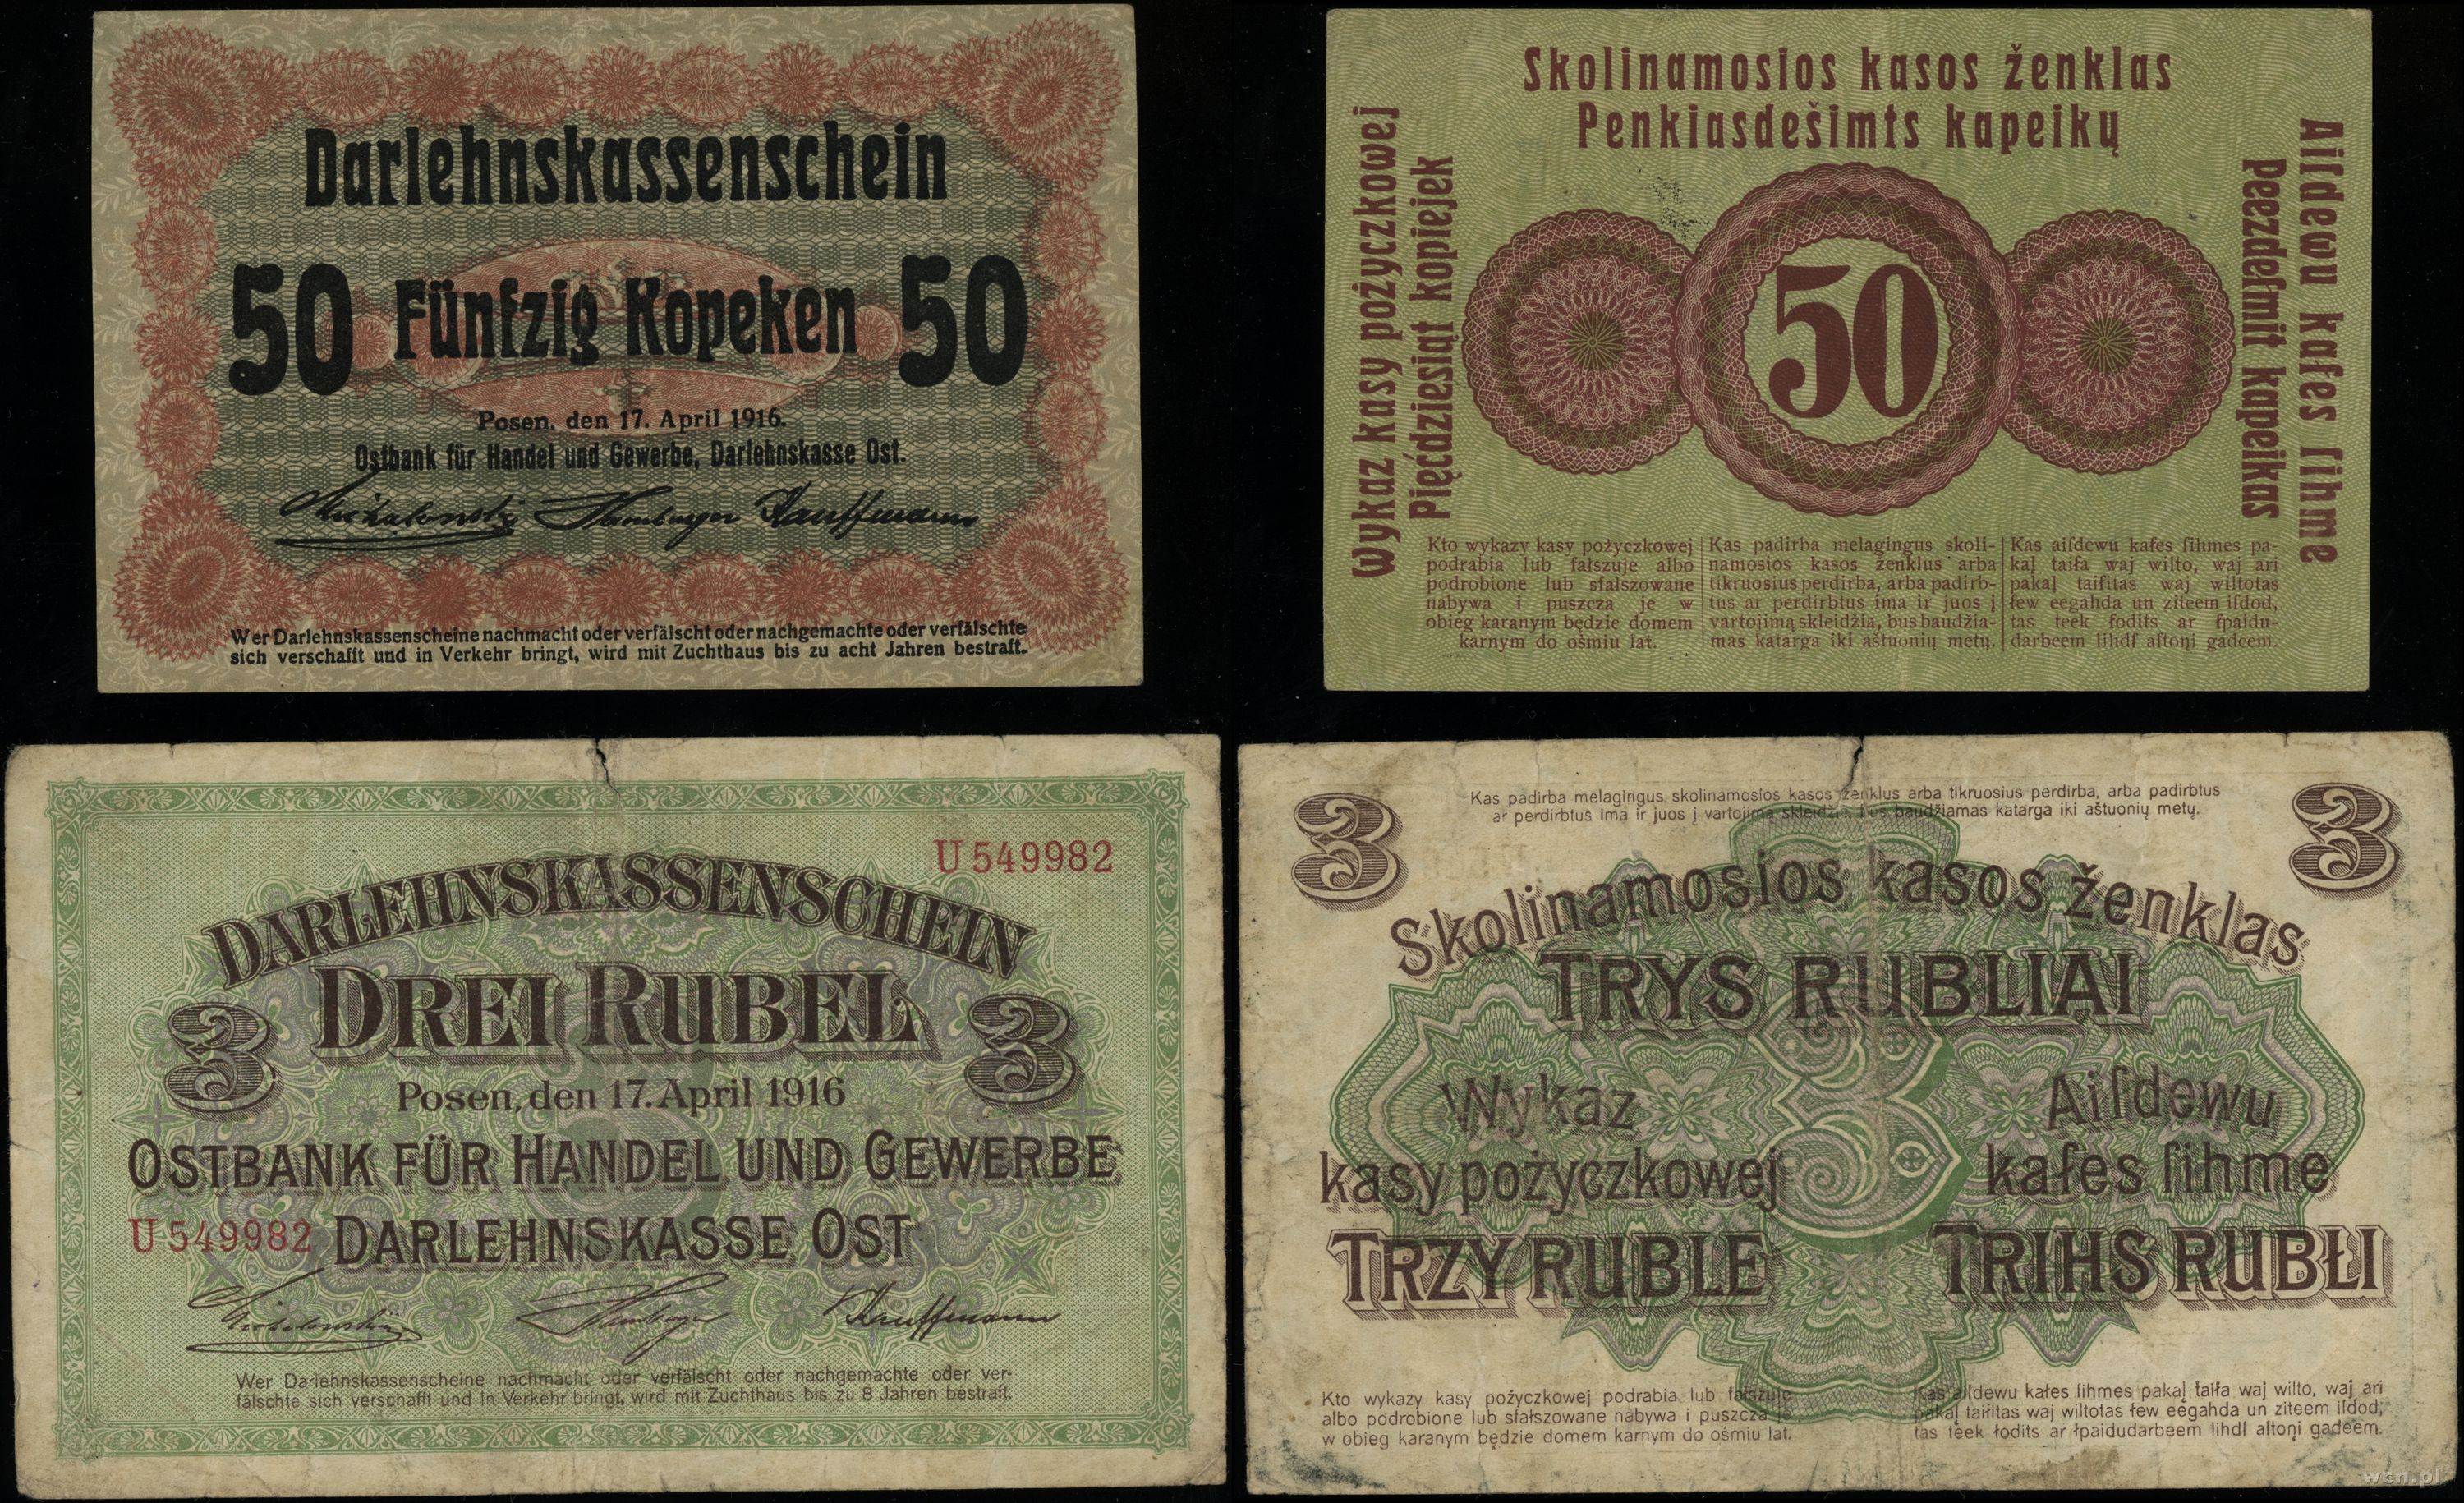 Darlehnskassenschein
50 Fünfzig Kopeken 50
Posen, den 17. April 1916.
Ostbank für Handel und Gewerbe, Darlehnskasse Ost.
Michalowski Hamburger Kauffmann
Wer Darlehnskassenscheine nachmacht oder verfälscht oder nachgemachte oder verfälschte
sich verschafft und in Verkehr bringt, wird mit Zuchthaus bis zu acht Jahren bestraft.
Skolinamosios kasos ženklas
Penkiasdešimts kapeikų
Wykaz kasy pożyczkowej
Pięćdziesiąt kopiejek
50
Aiſdewu kaſes ſihme
Peezdeſmit kapeikas
Kto wykazy kasy pożyczkowej
podrabia lub fałszuje albo
podrobione lub sfałszowane
nabywa i puszcza je w
obieg karanym będzie domem
karnym do ośmiu lat.
Kas padirba melagingus skoli-
namosios kasos ženklus arba
tikruosius perdirba, arba padirb-
tus ar perdirbtus ima ir juos į
vartojimą skleidžia, bus baudžia-
mas katarga iki aštuonių metų.
Kas aiſdewu kaſes ſihmes pa-
kaļ taiſa waj wilto, waj ari
pakaļ taiſitas waj wiltotas
ſew eegahda un ziteem iſdod,
tas teek ſodits ar ſpaidu-
darbeem lihdſ aſtoņi gadeem.
U 549982
DARLEHNSKASSENSCHEIN
3 DREI RUBEL 3
Posen, den 17. April 1916
OSTBANK FÜR HANDEL UND GEWERBE
U 549982 DARLEHNSKASSE OST
Michalowski Hamburger Kauffmann
Wer Darlehnskassenscheine nachmacht oder verfälscht oder nachgemachte oder ver-
fälschte sich verschafft und in Verkehr bringt, wird mit Zuchthaus bis zu 8 Jahren bestraft.
3 3
Kas padirba melagingus skolinamosios kasos ženklus arba tikruosius perdirba, arba padirbtus
ar perdirbtus ima ir juos į vartojimą skleidžia, bus baudžiamas katarga iki aštuonių metų.
Skolinamosios kasos ženklas
TRYS RUBLIAI
3
Wykaz
kasy pożyczkowej
TRZY RUBLE
Aiſdewu
kaſes ſihme
TRIHS RUBŁI
Kto wykazy kasy pożyczkowej podrabia lub fałszuje
albo podrobione lub sfałszowane nabywa i puszcza je
w obieg karanym będzie domem karnym do ośmiu lat.
Kas aiſdewu kaſes ſihmes pakaļ taiſa waj wilto, waj ari
pakaļ taiſitas waj wiltotas ſew eegahda un ziteem iſdod,
tas teek ſodits ar ſpaidudarbeem lihdſ aſtoņi gadeem.
wcn.pl